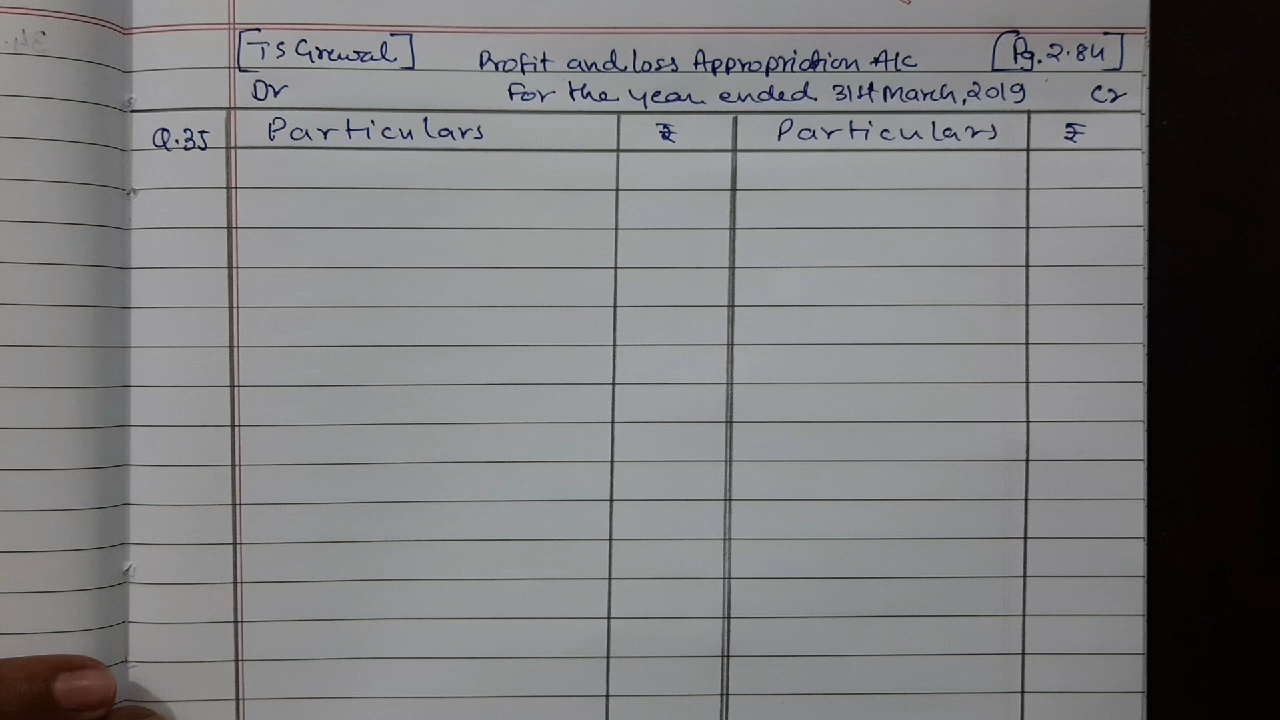 [TS Grewal] Profit and loss Appropriation A/c [Pg. 2.84]
Dr For the year ended 31st March, 2019 Cr
Q.35 Particulars ₹ Particulars ₹